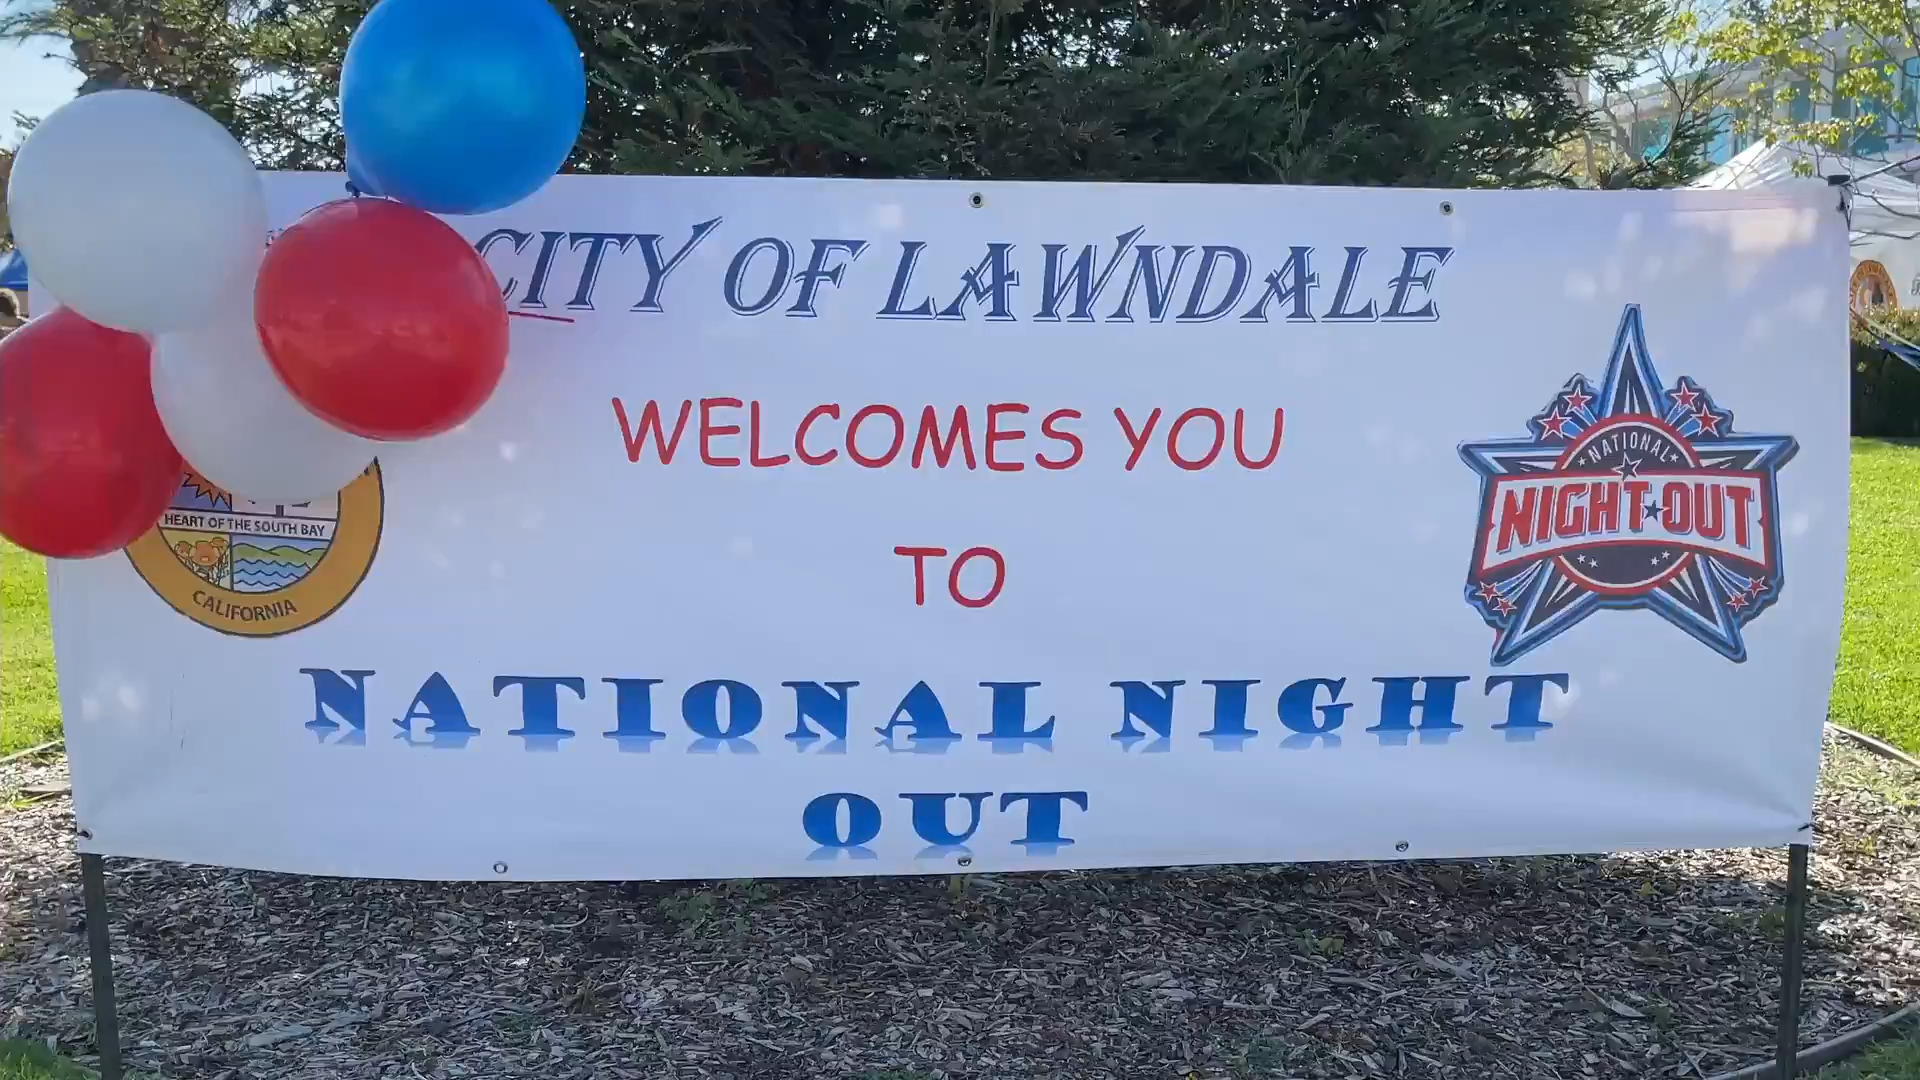 CITY OF LAWNDALE
WELCOMES YOU
TO
NATIONAL NIGHT
OUT
HEART OF THE SOUTH BAY
CALIFORNIA
NATIONAL
NIGHT OUT